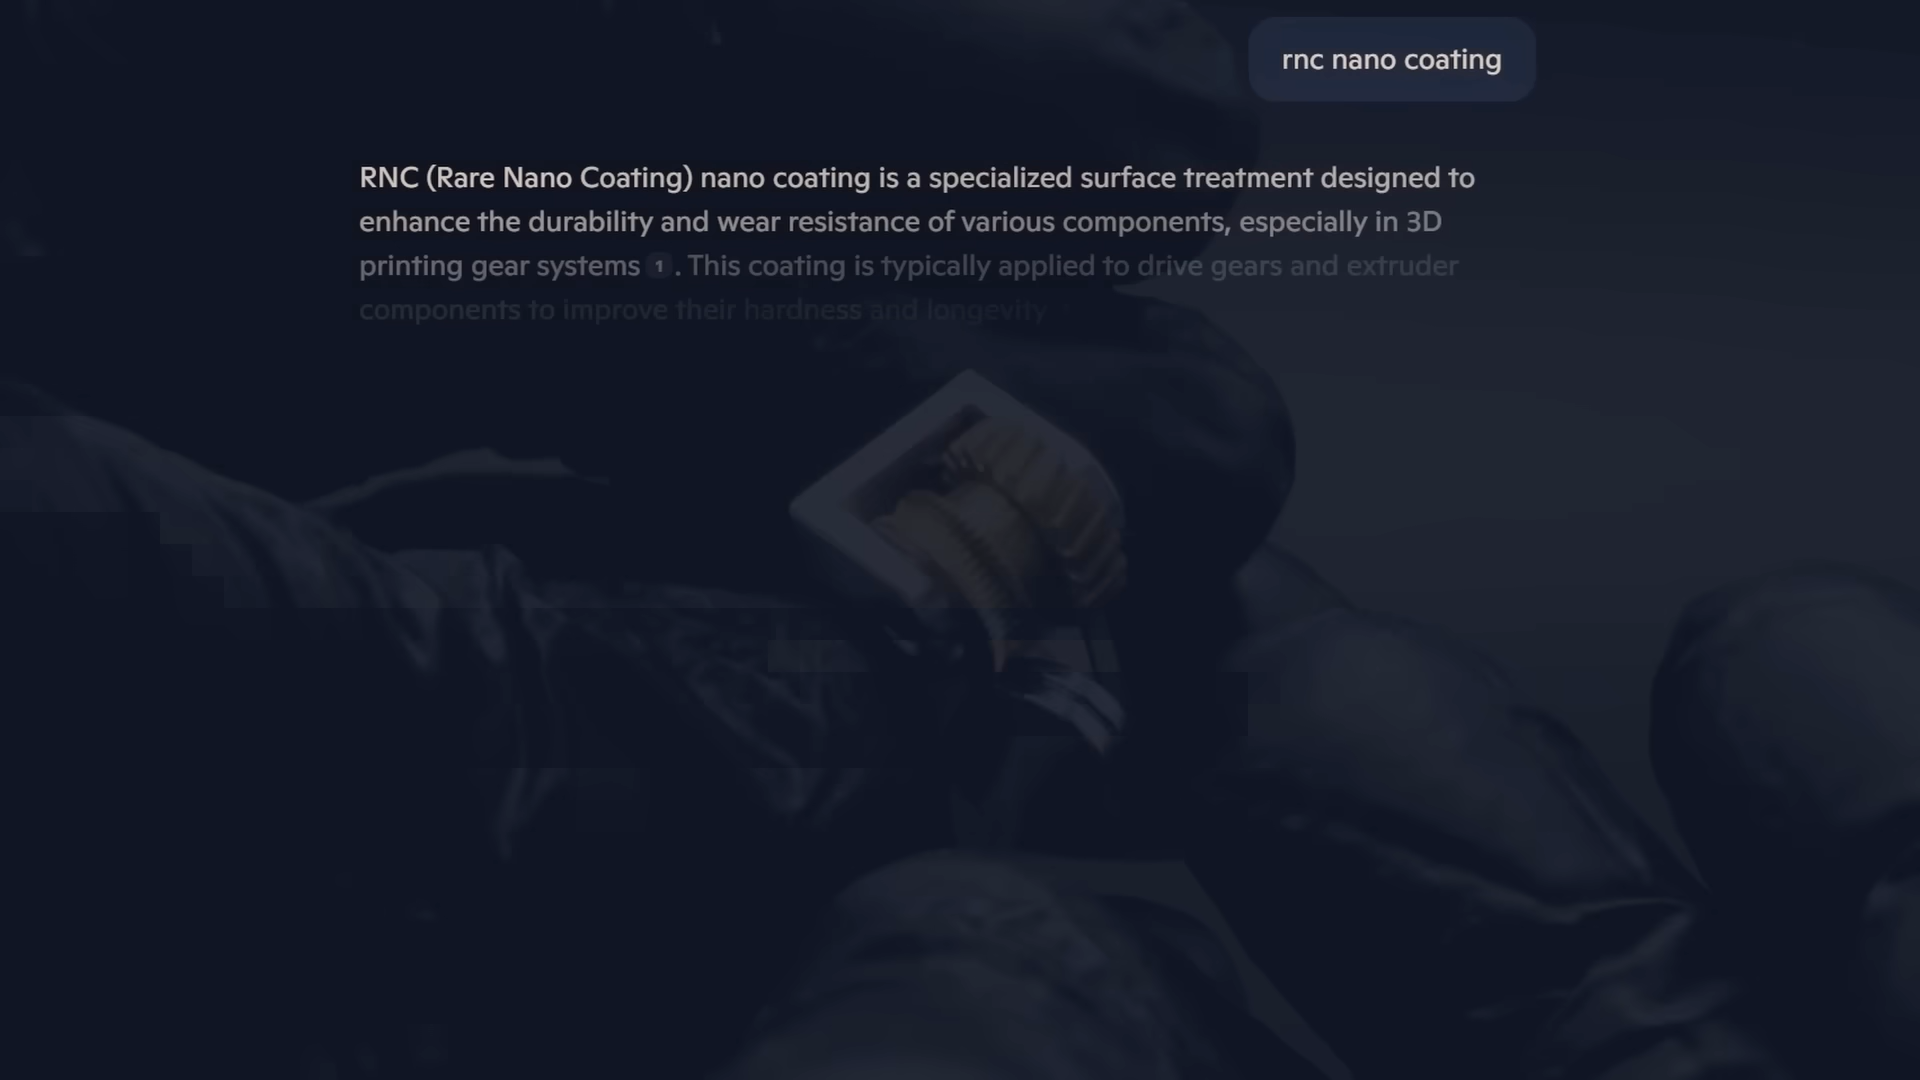 rnc nano coating
RNC (Rare Nano Coating) nano coating is a specialized surface treatment designed to
enhance the durability and wear resistance of various components, especially in 3D
printing gear systems 1. This coating is typically applied to drive gears and extruder
components to improve their hardness and longevity